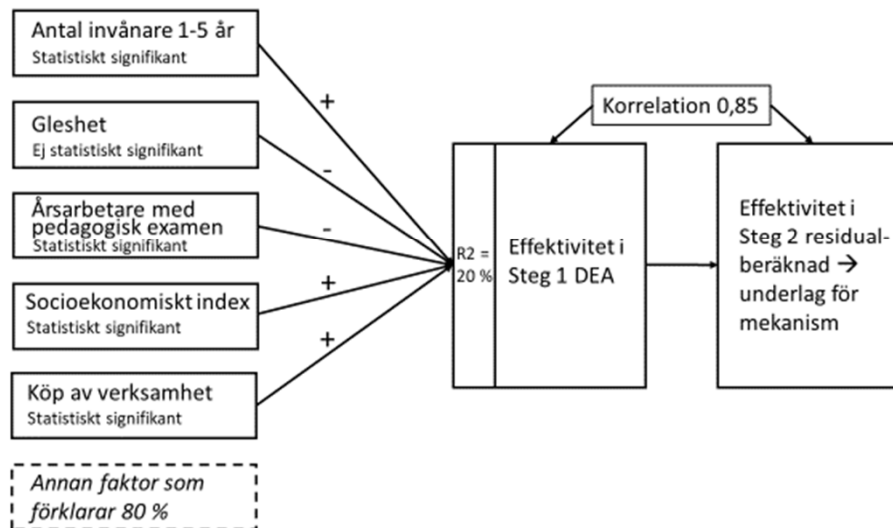 Antal invånare 1-5 år
Statistiskt signifikant
Gleshet
Ej statistiskt signifikant
Årsarbetare med
pedagogisk examen
Statistiskt signifikant
Socioekonomiskt index
Statistiskt signifikant
Köp av verksamhet
Statistiskt signifikant
Annan faktor som
förklarar 80 %
+
-
-
+
+
R2 =
20 %
Effektivitet i
Steg 1 DEA
Korrelation 0,85
Effektivitet i
Steg 2 residual-
beräknad →
underlag för
mekanism